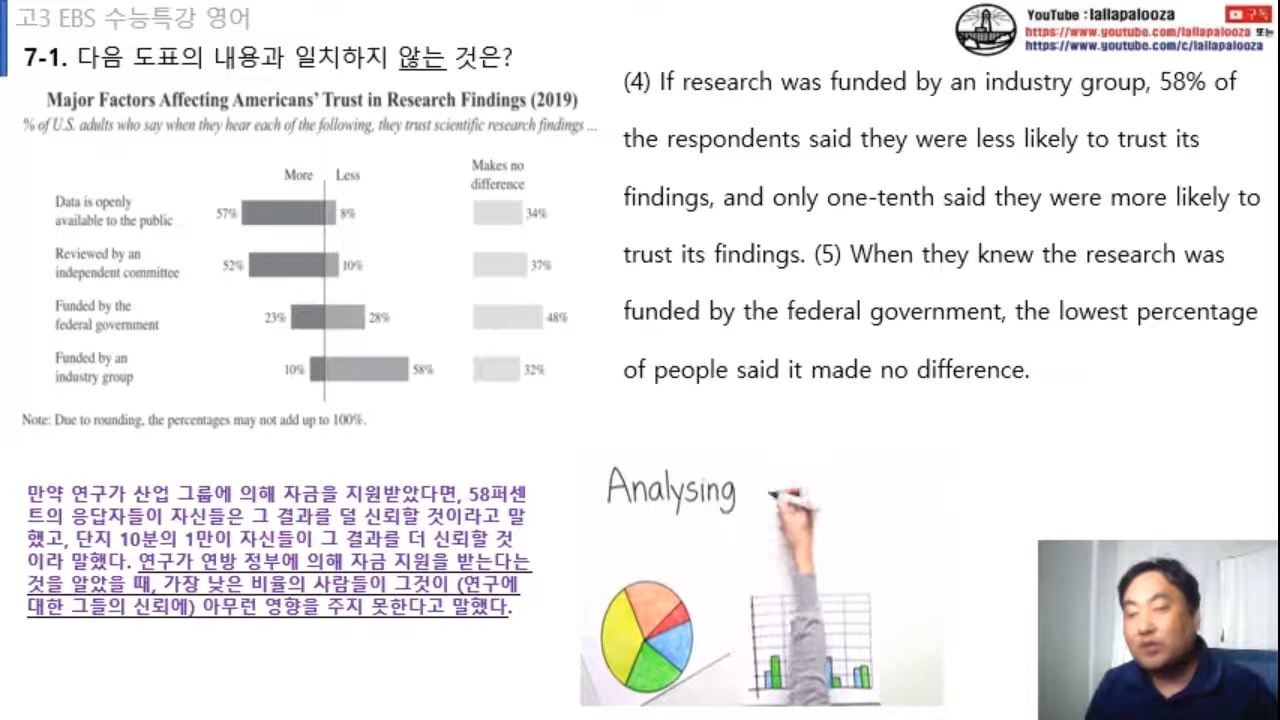 고3 EBS 수능특강 영어
YouTube : lallapalooza
구독
https://www.youtube.com/lallapalooza 또는
https://www.youtube.com/c/lallapalooza
7-1. 다음 도표의 내용과 일치하지 않는 것은?
Major Factors Affecting Americans' Trust in Research Findings (2019)
% of U.S. adults who say when they hear each of the following, they trust scientific research findings ...
More Less Makes no difference
Data is openly
available to the public
57% 8% 34%
Reviewed by an
independent committee
52% 10% 37%
Funded by the
federal government
23% 28% 48%
Funded by an
industry group
10% 58% 32%
Note: Due to rounding, the percentages may not add up to 100%.
(4) If research was funded by an industry group, 58% of
the respondents said they were less likely to trust its
findings, and only one-tenth said they were more likely to
trust its findings. (5) When they knew the research was
funded by the federal government, the lowest percentage
of people said it made no difference.
만약 연구가 산업 그룹에 의해 자금을 지원받았다면, 58퍼센
트의 응답자들이 자신들은 그 결과를 덜 신뢰할 것이라고 말
했고, 단지 10분의 1만이 자신들이 그 결과를 더 신뢰할 것
이라 말했다. 연구가 연방 정부에 의해 자금 지원을 받는다는
것을 알았을 때, 가장 낮은 비율의 사람들이 그것이 (연구에
대한 그들의 신뢰에) 아무런 영향을 주지 못한다고 말했다.
Analysing